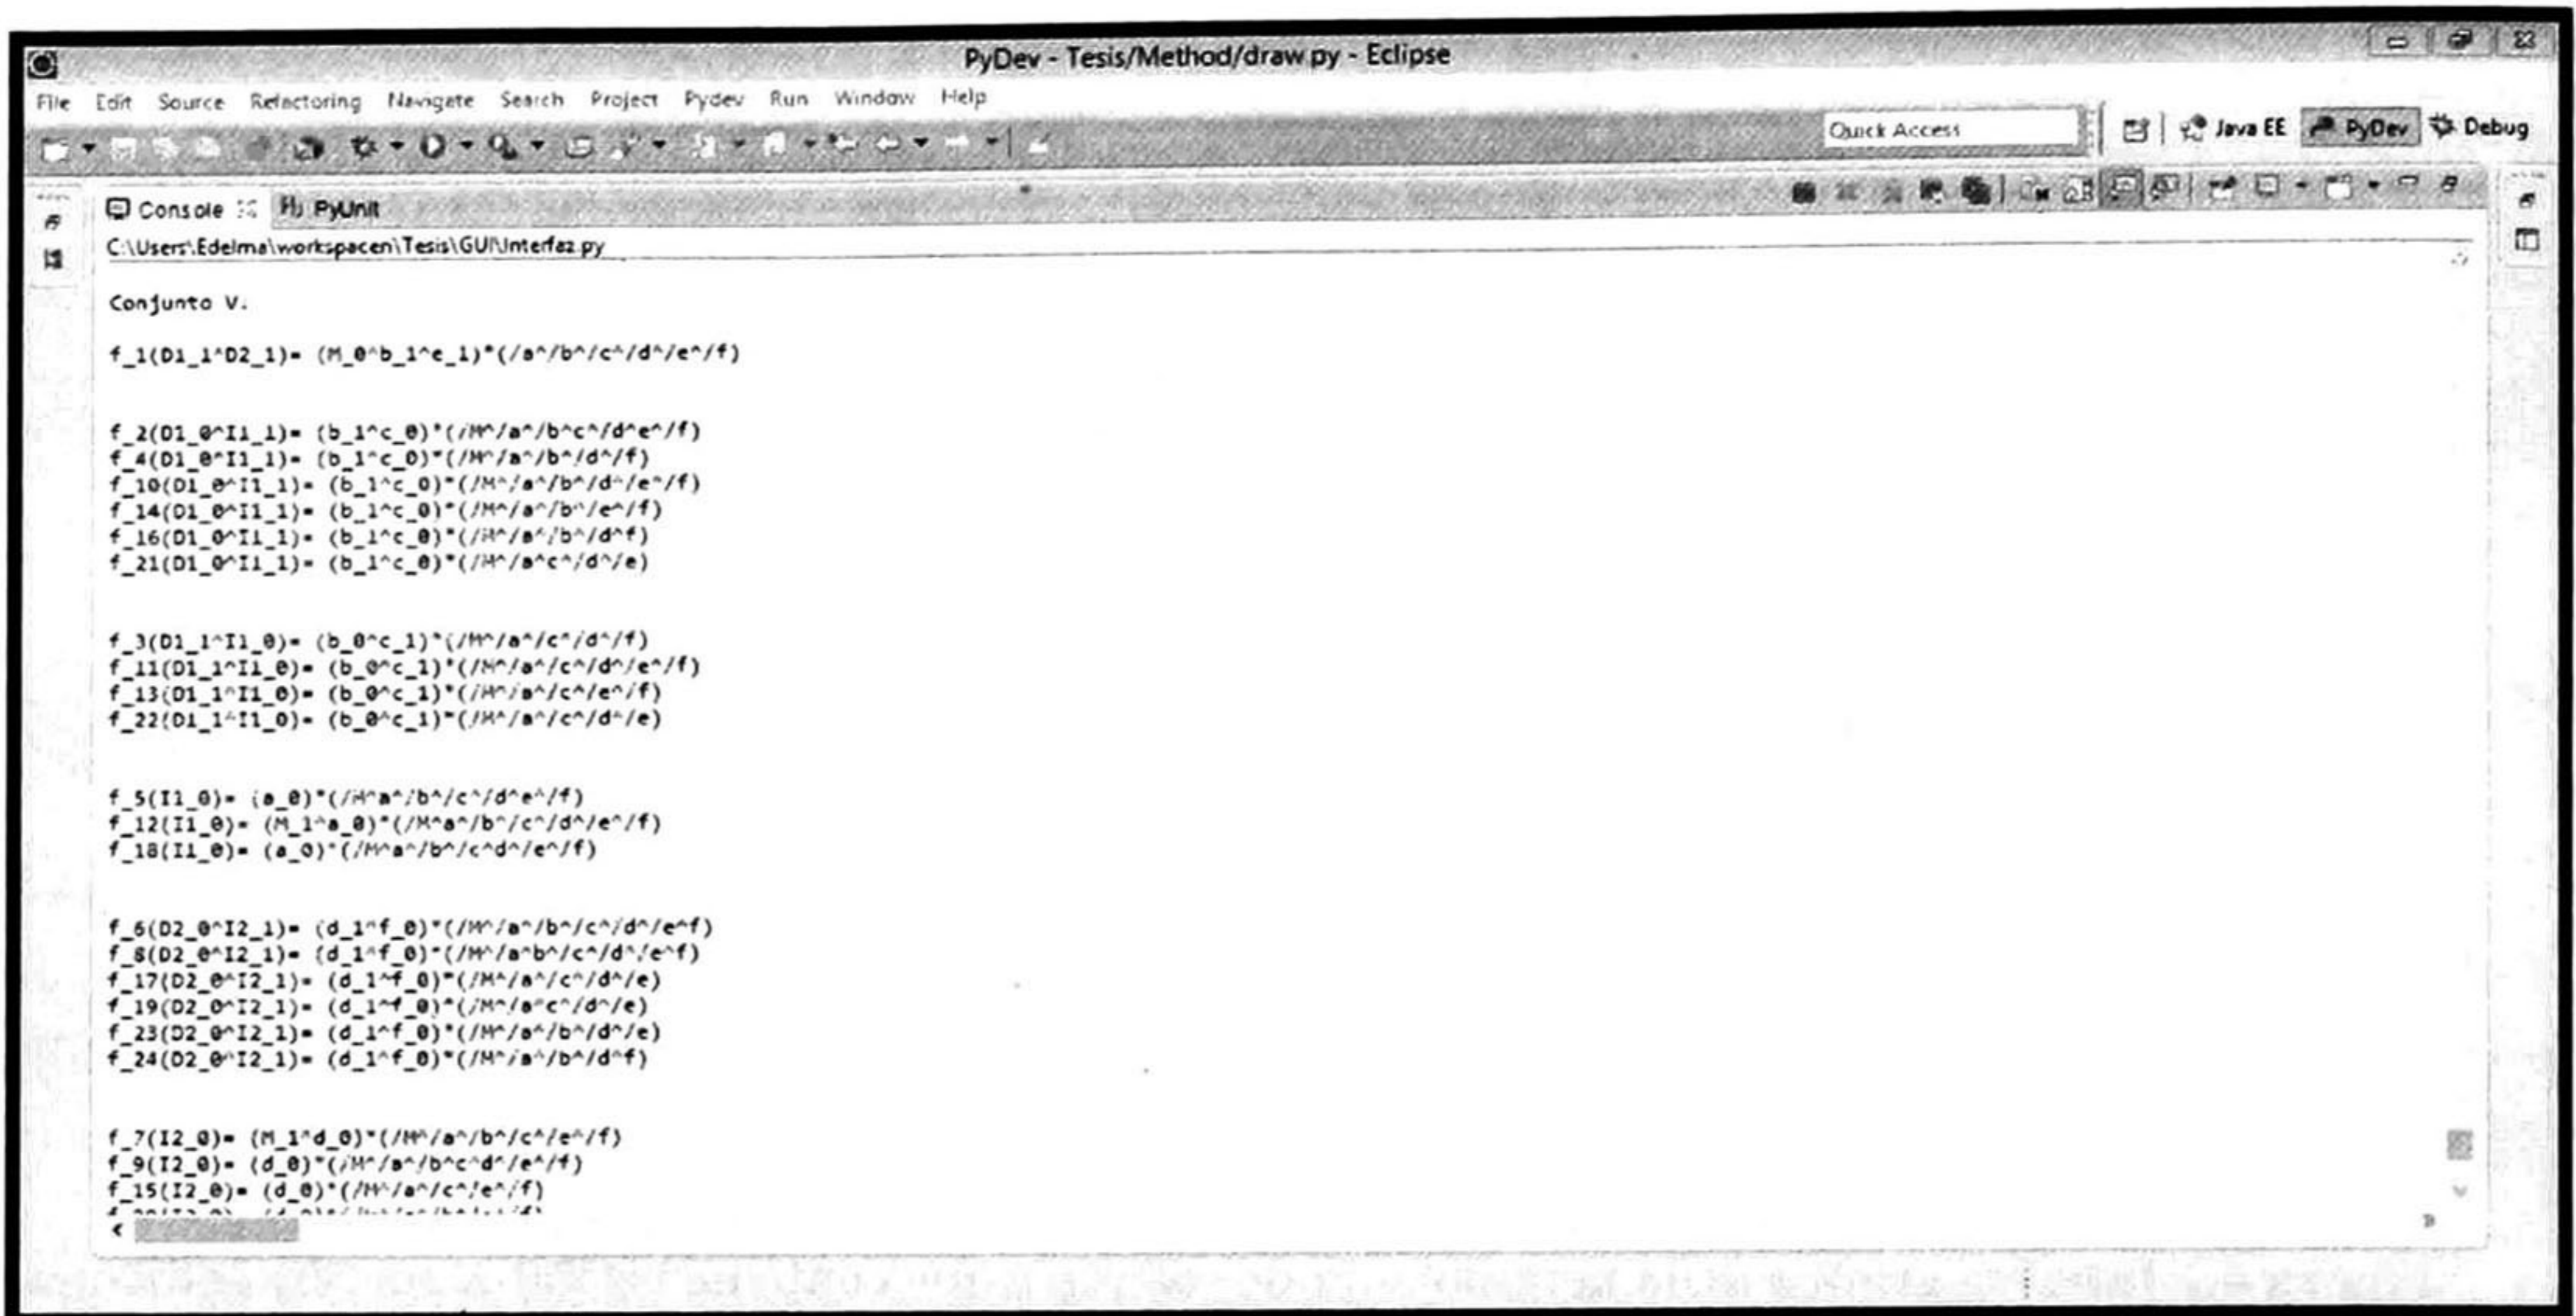 PyDev - Tesis/Method/draw.py - Eclipse
File Edit Source Refactoring Navigate Search Project Pydev Run Window Help
Quick Access Java EE PyDev Debug
Console PyUnit
C:\Users\Edelma\workspacen\Tesis\GUI\Interfaz.py
Conjunto V.
f_1(D1_1^D2_1)= (M_0^b_1^e_1)*(/a^/b^/c^/d^/e^/f)
f_2(D1_0^I1_1)= (b_1^c_0)*(/M^/a^/b^c^/d^e^/f)
f_4(D1_0^I1_1)= (b_1^c_0)*(/M^/a^/b^/d^/f)
f_10(D1_0^I1_1)= (b_1^c_0)*(/M^/a^/b^/d^/e^/f)
f_14(D1_0^I1_1)= (b_1^c_0)*(/M^/a^/b^/e^/f)
f_16(D1_0^I1_1)= (b_1^c_0)*(/M^/a^/b^/d^f)
f_21(D1_0^I1_1)= (b_1^c_0)*(/M^/a^c^/d^/e)
f_3(D1_1^I1_0)= (b_0^c_1)*(/M^/a^/c^/d^/f)
f_11(D1_1^I1_0)= (b_0^c_1)*(/M^/a^/c^/d^/e^/f)
f_13(D1_1^I1_0)= (b_0^c_1)*(/M^/a^/c^/e^/f)
f_22(D1_1^I1_0)= (b_0^c_1)*(/M^/a^/c^/d^/e)
f_5(I1_0)= (a_0)*(/M^a^/b^/c^/d^e^/f)
f_12(I1_0)= (M_1^a_0)*(/M^a^/b^/c^/d^/e^/f)
f_18(I1_0)= (a_0)*(/M^a^/b^/c^d^/e^/f)
f_6(D2_0^I2_1)= (d_1^f_0)*(/M^/a^/b^/c^/d^/e^f)
f_8(D2_0^I2_1)= (d_1^f_0)*(/M^/a^b^/c^/d^/e^f)
f_17(D2_0^I2_1)= (d_1^f_0)*(/M^/a^/c^/d^/e)
f_19(D2_0^I2_1)= (d_1^f_0)*(/M^/a^c^/d^/e)
f_23(D2_0^I2_1)= (d_1^f_0)*(/M^/a^/b^/d^/e)
f_24(D2_0^I2_1)= (d_1^f_0)*(/M^/a^/b^/d^f)
f_7(I2_0)= (M_1^d_0)*(/M^/a^/b^/c^/e^/f)
f_9(I2_0)= (d_0)*(/M^/a^/b^c^d^/e^/f)
f_15(I2_0)= (d_0)*(/M^/a^/c^/e^/f)